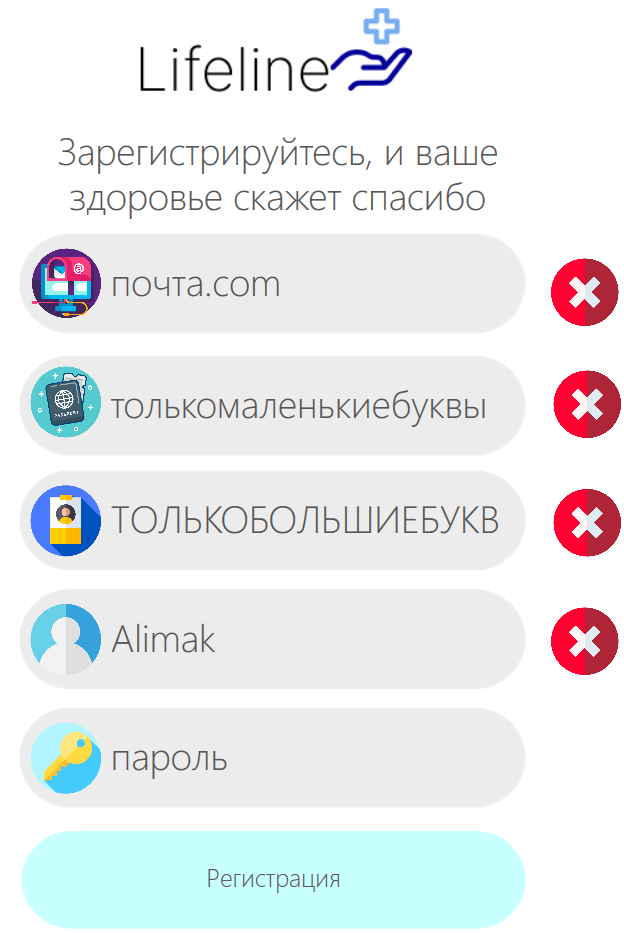 Lifeline
Зарегистрируйтесь, и ваше
здоровье скажет спасибо
почта.com
толькомаленькиебуквы
ТОЛЬКОБОЛЬШИЕБУКВ
Alimak
пароль
Регистрация